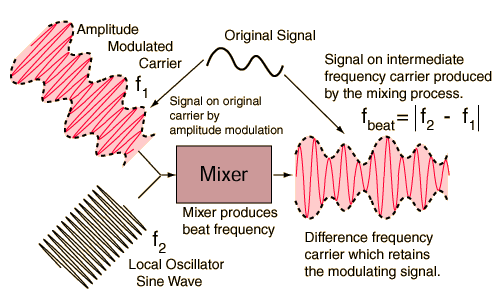 Amplitude
Modulated
Carrier
f1
Original Signal
Signal on original
carrier by
amplitude modulation
Signal on intermediate
frequency carrier produced
by the mixing process.
fbeat = |f2 - f1|
Mixer
Mixer produces
beat frequency
f2
Local Oscillator
Sine Wave
Difference frequency
carrier which retains
the modulating signal.